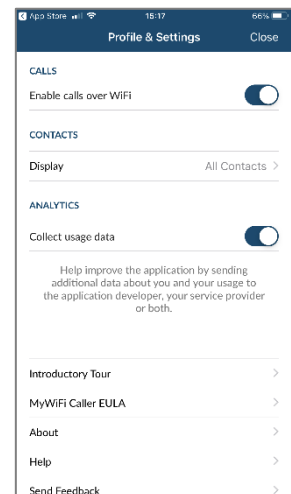 App Store 15:17 66%
Profile & Settings Close
CALLS
Enable calls over WiFi
CONTACTS
Display All Contacts >
ANALYTICS
Collect usage data
Help improve the application by sending
additional data about you and your usage to
the application developer, your service provider
or both.
Introductory Tour >
MyWiFi Caller EULA >
About >
Help >
Send Feedback >